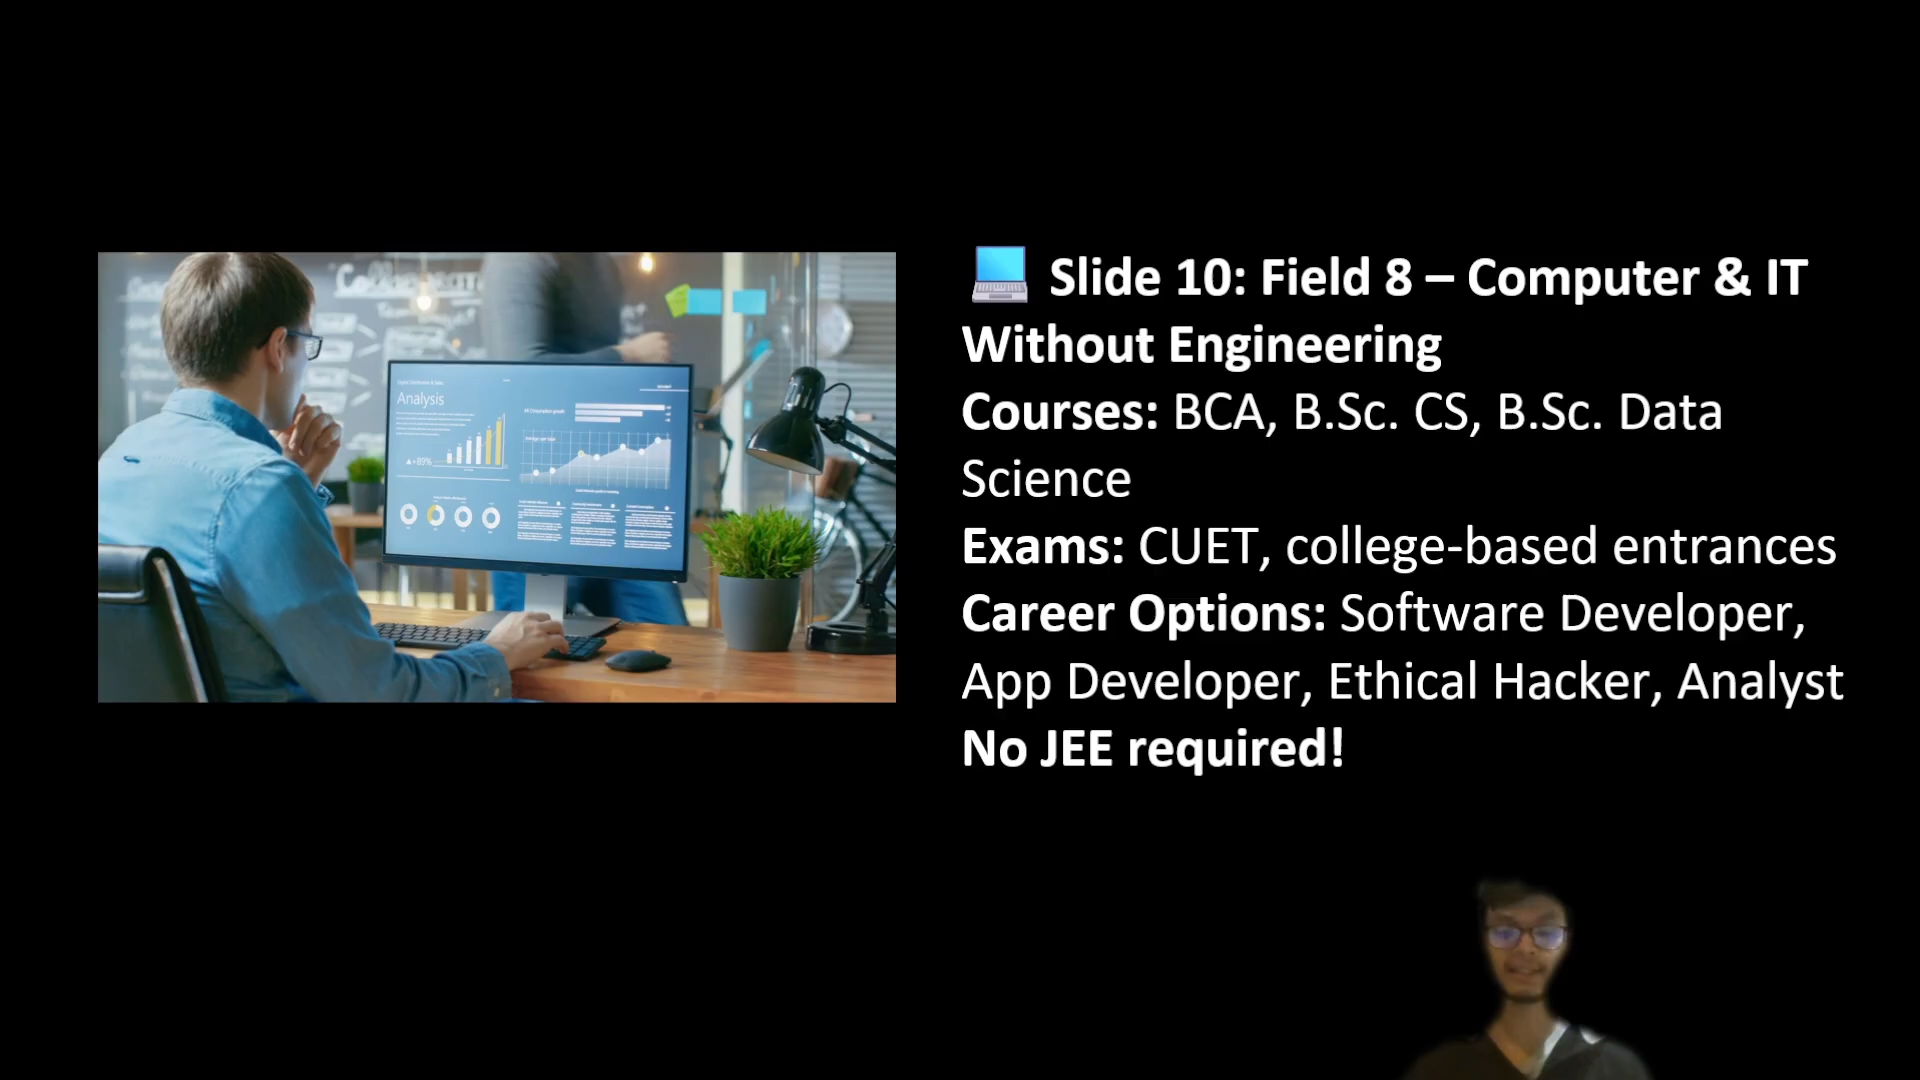 Slide 10: Field 8 – Computer & IT
Without Engineering
Courses: BCA, B.Sc. CS, B.Sc. Data
Science
Exams: CUET, college-based entrances
Career Options: Software Developer,
App Developer, Ethical Hacker, Analyst
No JEE required!
Analysis
+89%